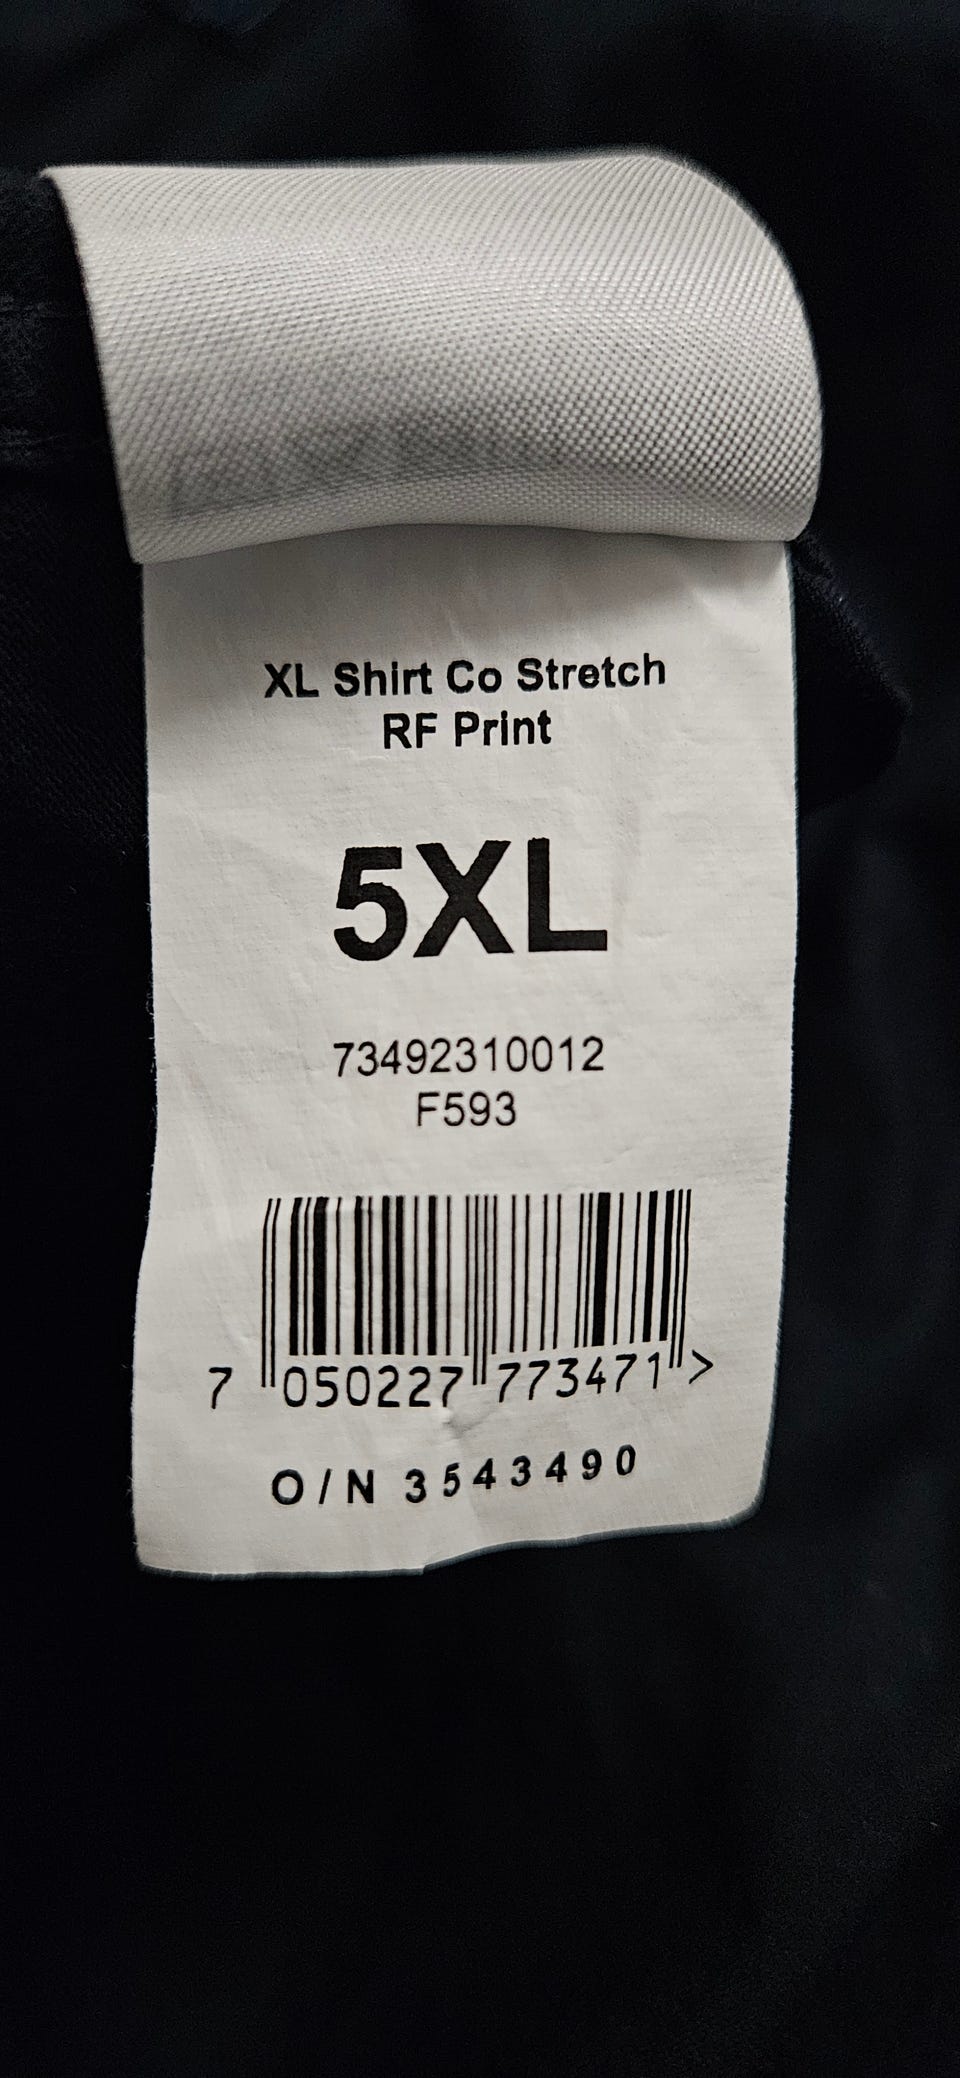 XL Shirt Co Stretch
RF Print
5XL
73492310012
F593
7 050227 773471 >
O/N 3543490